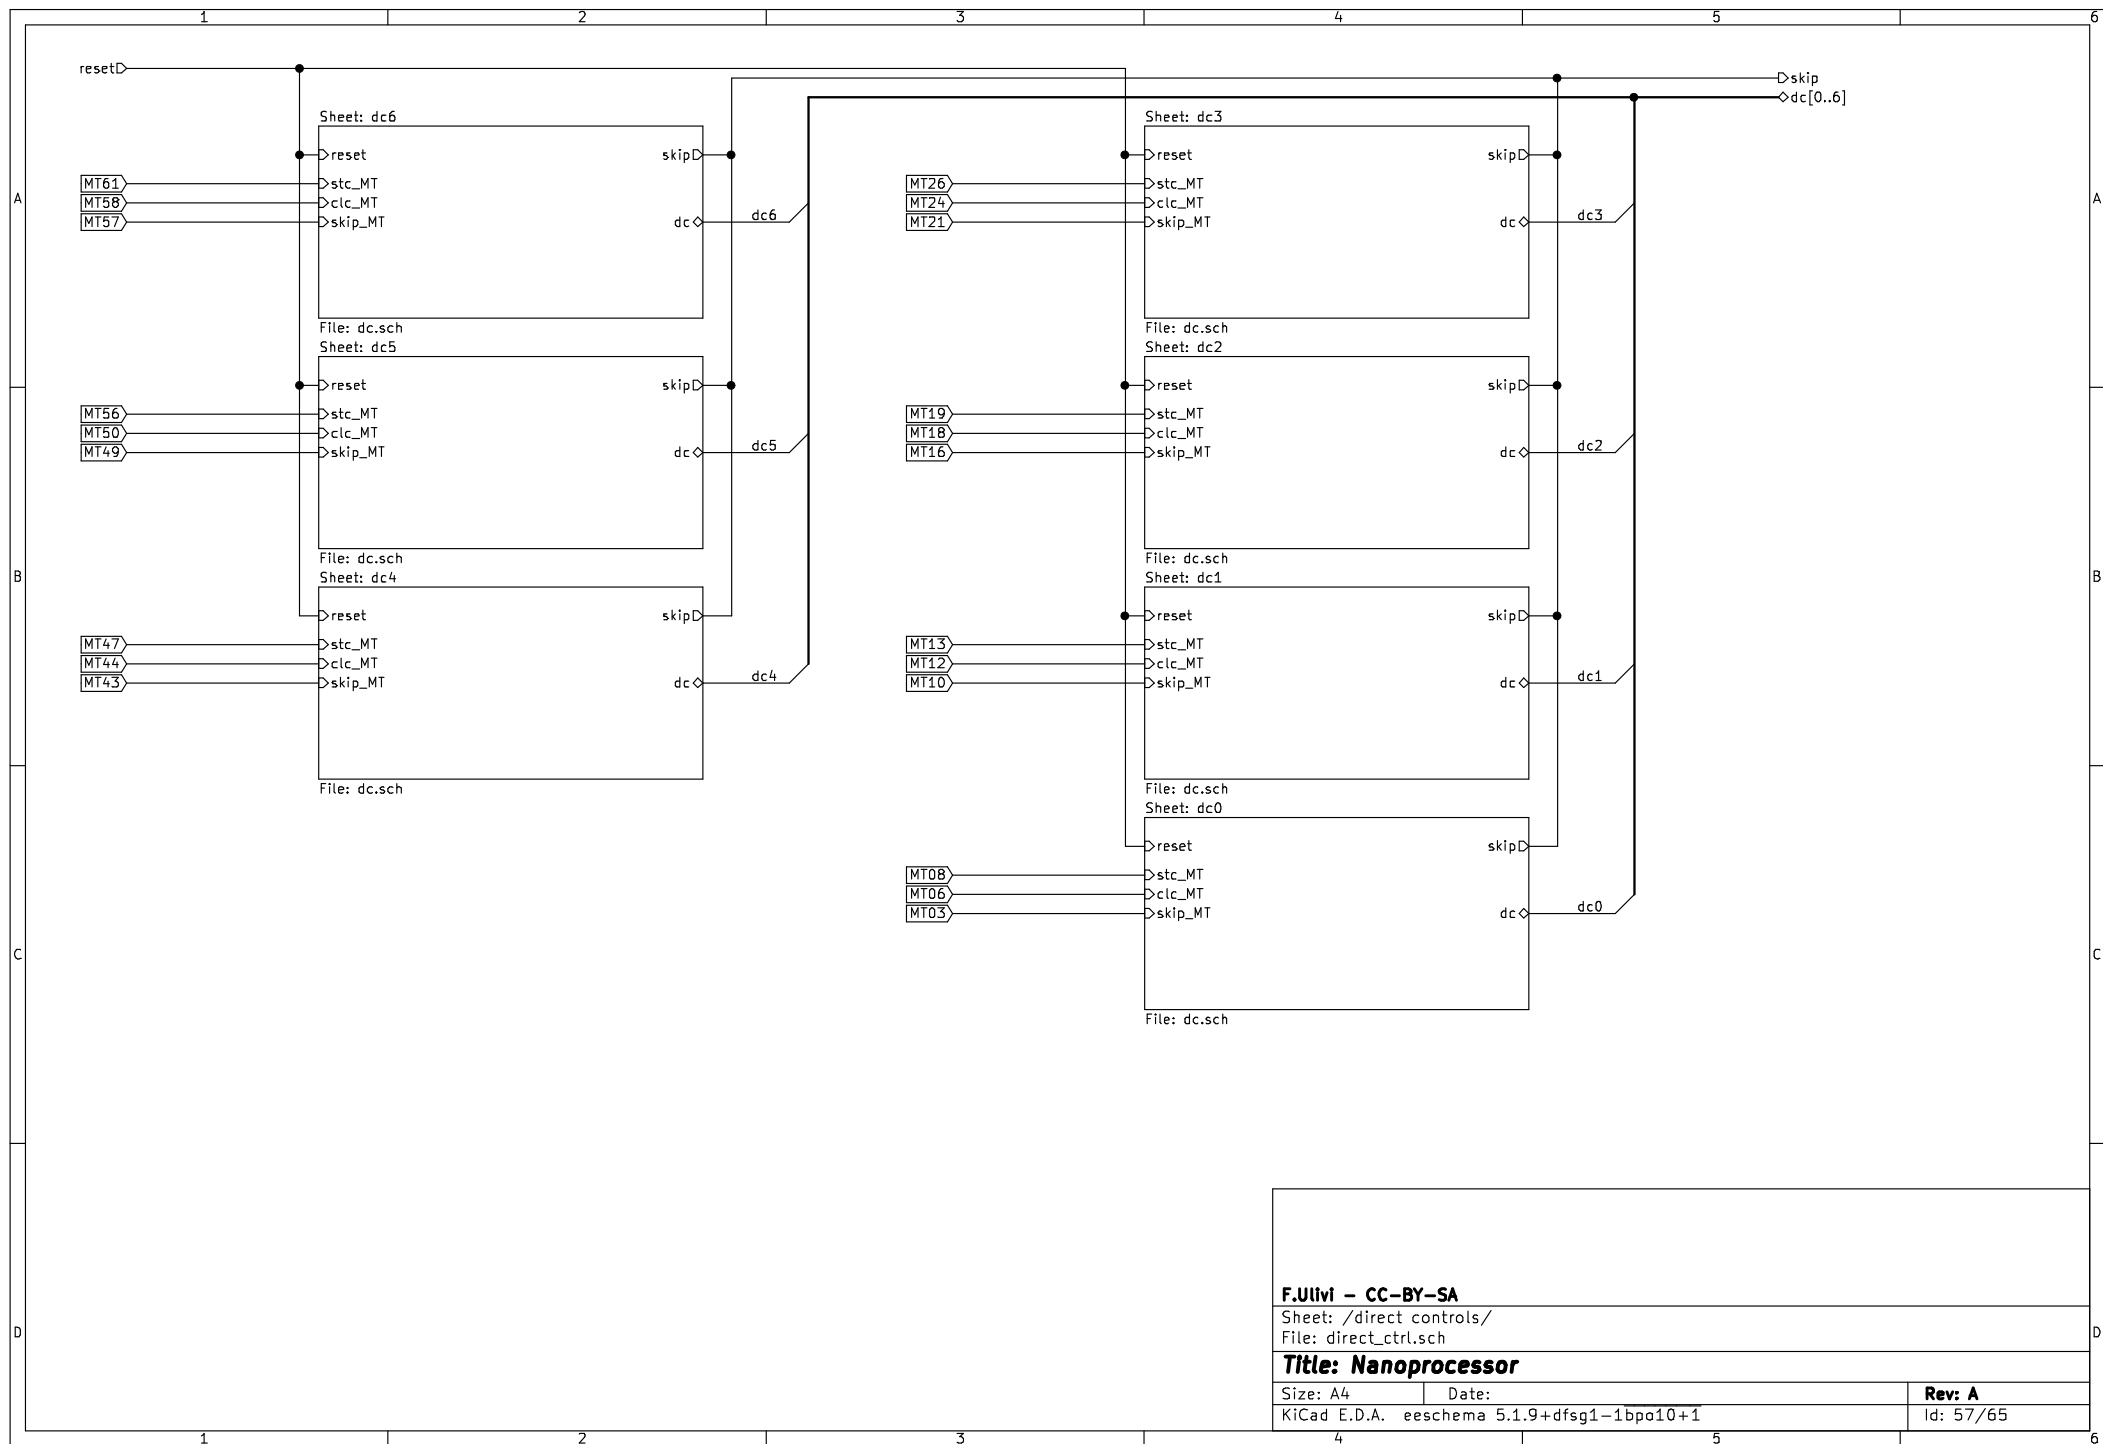 1 2 3 4 5 6
reset
skip
dc[0..6]
Sheet: dc6
reset skip
MT61 stc_MT
MT58 clc_MT
MT57 skip_MT dc dc6
File: dc.sch
Sheet: dc5
reset skip
MT56 stc_MT
MT50 clc_MT
MT49 skip_MT dc dc5
File: dc.sch
Sheet: dc4
reset skip
MT47 stc_MT
MT44 clc_MT
MT43 skip_MT dc dc4
File: dc.sch
Sheet: dc3
reset skip
MT26 stc_MT
MT24 clc_MT
MT21 skip_MT dc dc3
File: dc.sch
Sheet: dc2
reset skip
MT19 stc_MT
MT18 clc_MT
MT16 skip_MT dc dc2
File: dc.sch
Sheet: dc1
reset skip
MT13 stc_MT
MT12 clc_MT
MT10 skip_MT dc dc1
File: dc.sch
Sheet: dc0
reset skip
MT08 stc_MT
MT06 clc_MT
MT03 skip_MT dc dc0
File: dc.sch
A A
B B
C C
D D
F.Ulivi - CC-BY-SA
Sheet: /direct controls/
File: direct_ctrl.sch
Title: Nanoprocessor
Size: A4 Date: Rev: A
KiCad E.D.A. eeschema 5.1.9+dfsg1-1bpo10+1 Id: 57/65
1 2 3 4 5 6